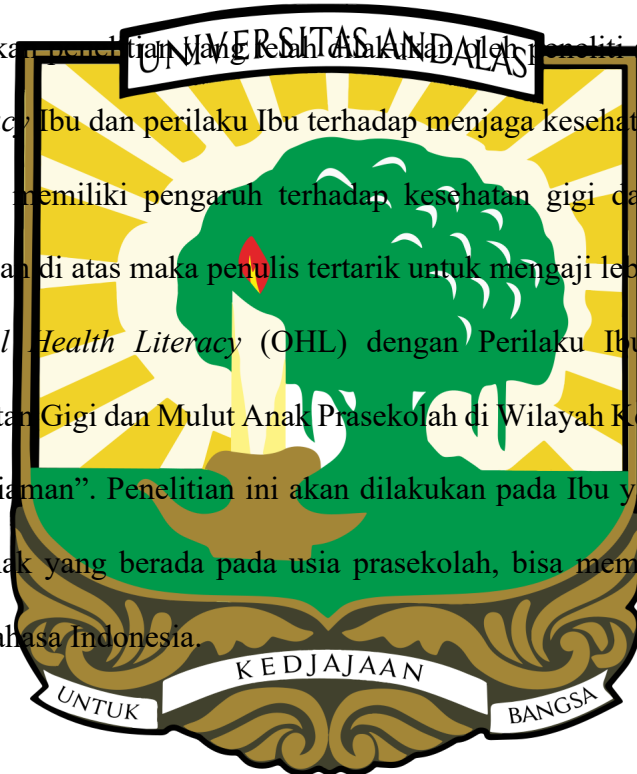 UNIVERSITAS ANDALAS
kan penelitian yang telah dilakukan oleh peneliti
cy Ibu dan perilaku Ibu terhadap menjaga kesehat
memiliki pengaruh terhadap kesehatan gigi da
an di atas maka penulis tertarik untuk mengaji leb
l Health Literacy (OHL) dengan Perilaku Ibu
tan Gigi dan Mulut Anak Prasekolah di Wilayah K
iaman”. Penelitian ini akan dilakukan pada Ibu y
ak yang berada pada usia prasekolah, bisa mem
ahasa Indonesia.
KEDJAJAAN
UNTUK
BANGSA